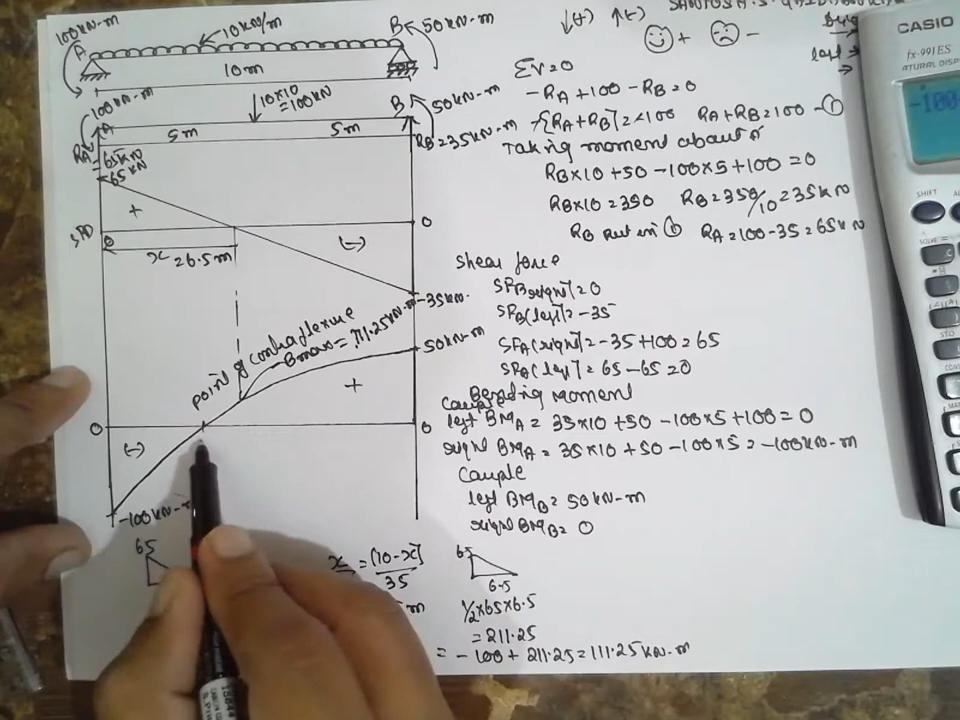 100kN-m
10kN/m
B 50kN-m
A
10m
↓(+) ↑(+)
+ -
CASIO
fx-991ES
-100
SHIFT
100kN-m
10×10
=100kN
B 50kN-m
A
5m 5m
RA=65kN
RB=35kN-m
65kN
ΣV=0
-RA+100-RB=0
RA+RB=100 -①
Taking moment about
RB×10+50-100×5+100=0
RB×10=350 RB=350/10=35kN
RB put in ① RA=100-35=65kN
+
SFD
0 0
x=6.5m
(-)
-35kN.
Shear force
SFB(right)=0
SFB(left)=-35
SFA(right)=-35+100=65
SFA(left)=65-65=0
Bending moment
Couple
left BMA = 35×10+50-100×5+100=0
right BMA = 35×10+50-100×5=-100kN-m
Couple
left BMB=50kN-m
right BMB=0
point of contraflexure
Bmax=111.25kN-m
50kN-m
+
0 0
(-)
-100kN-m
65
x = (10-x)
35
m
65
6.5
1/2×65×6.5
=211.25
= -100+211.25=111.25kN-m